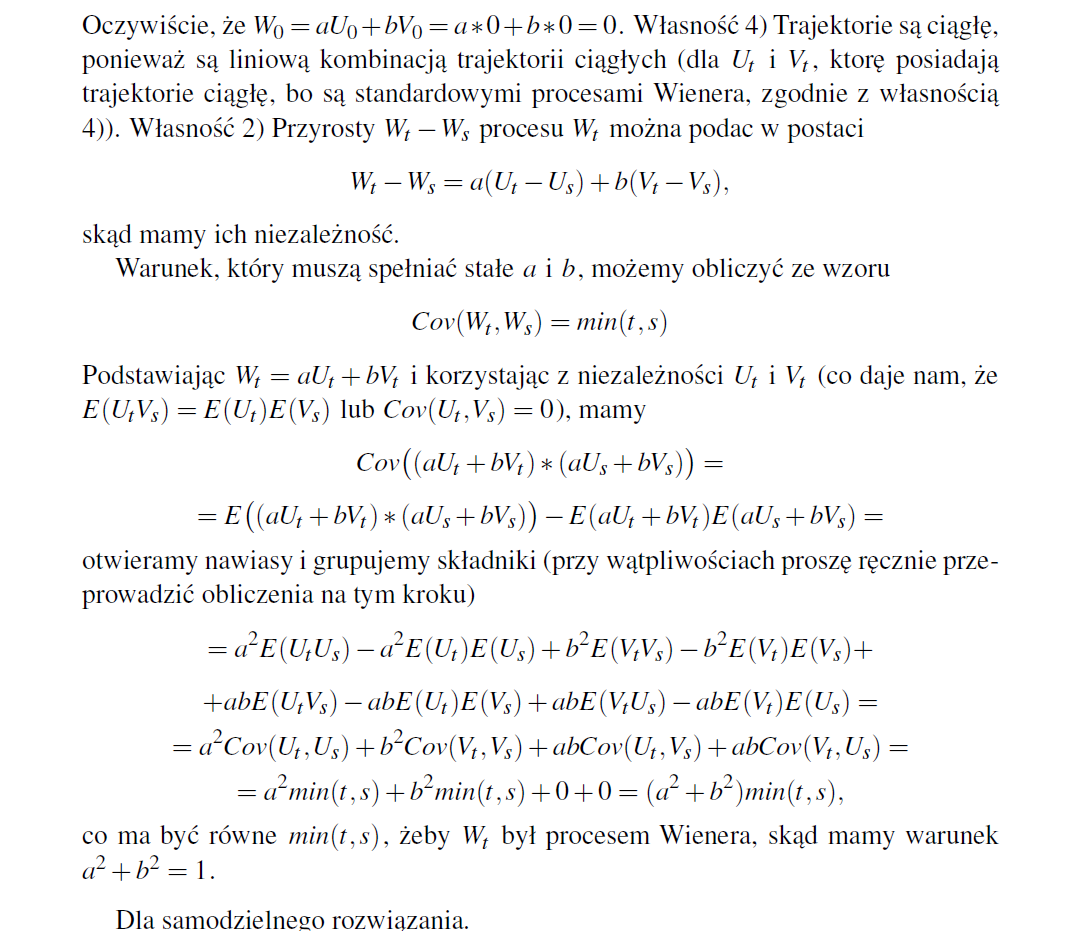 Oczywiście, że W₀ = aU₀ + bV₀ = a∗0+b∗0 = 0. Własność 4) Trajektorie są ciągłę,
ponieważ są liniową kombinacją trajektorii ciągłych (dla Uₜ i Vₜ, ktorę posiadają
trajektorie ciągłę, bo są standardowymi procesami Wienera, zgodnie z własnością
4)). Własność 2) Przyrosty Wₜ − Wₛ procesu Wₜ można podac w postaci
Wₜ − Wₛ = a(Uₜ − Uₛ) + b(Vₜ − Vₛ),
skąd mamy ich niezależność.
Warunek, który muszą spełniać stałe a i b, możemy obliczyć ze wzoru
Cov(Wₜ,Wₛ) = min(t,s)
Podstawiając Wₜ = aUₜ + bVₜ i korzystając z niezależności Uₜ i Vₜ (co daje nam, że
E(UₜVₛ) = E(Uₜ)E(Vₛ) lub Cov(Uₜ,Vₛ) = 0), mamy
Cov((aUₜ + bVₜ) ∗ (aUₛ + bVₛ)) =
= E((aUₜ + bVₜ) ∗ (aUₛ + bVₛ)) − E(aUₜ + bVₜ)E(aUₛ + bVₛ) =
otwieramy nawiasy i grupujemy składniki (przy wątpliwościach proszę ręcznie prze-
prowadzić obliczenia na tym kroku)
= a²E(UₜUₛ) − a²E(Uₜ)E(Uₛ) + b²E(VₜVₛ) − b²E(Vₜ)E(Vₛ)+
+abE(UₜVₛ) − abE(Uₜ)E(Vₛ) + abE(VₜUₛ) − abE(Vₜ)E(Uₛ) =
= a²Cov(Uₜ,Uₛ) + b²Cov(Vₜ,Vₛ) + abCov(Uₜ,Vₛ) + abCov(Vₜ,Uₛ) =
= a²min(t,s) + b²min(t,s) + 0 + 0 = (a² + b²)min(t,s),
co ma być równe min(t,s), żeby Wₜ był procesem Wienera, skąd mamy warunek
a² + b² = 1.
Dla samodzielnego rozwiązania.